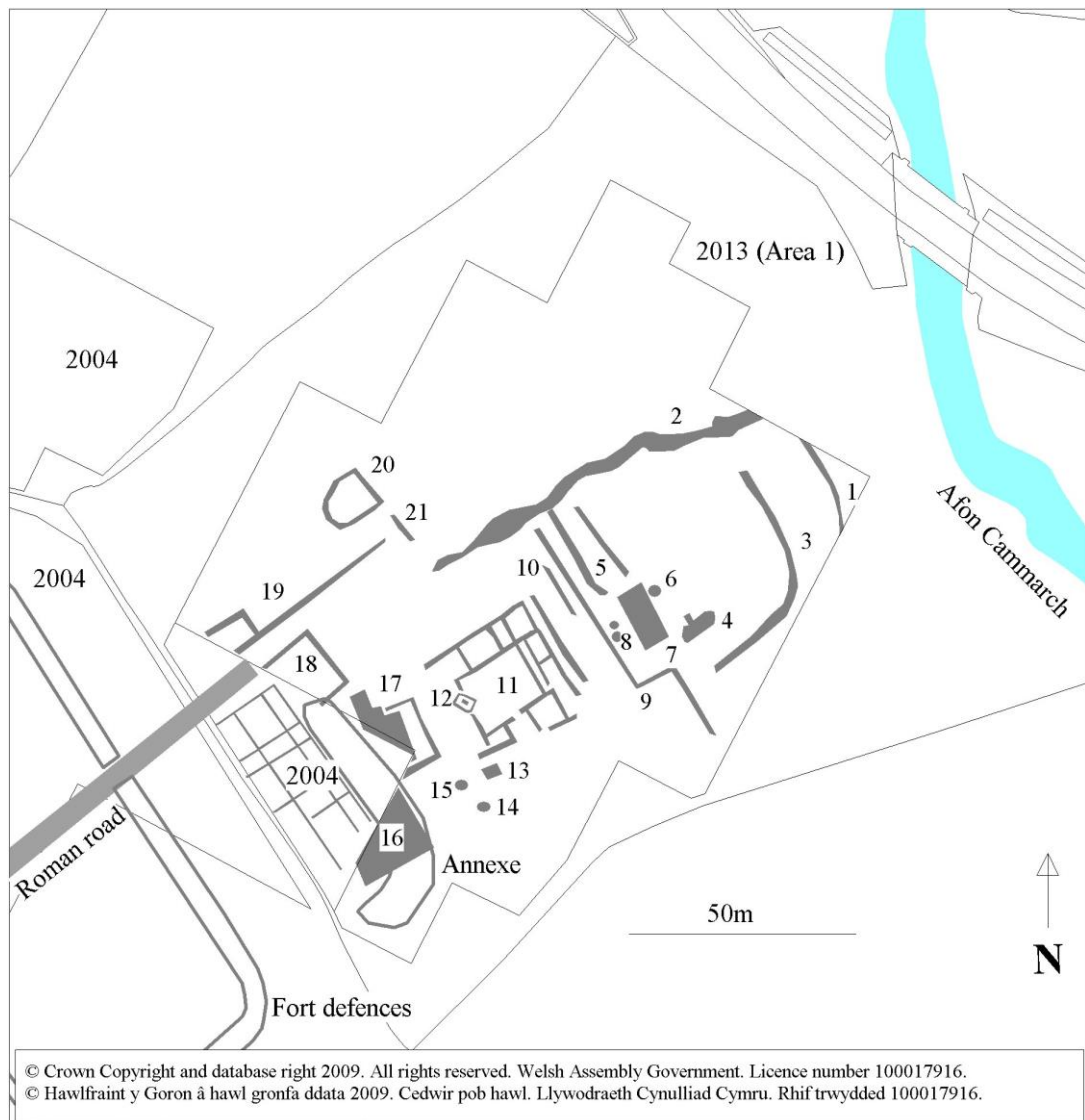 2013 (Area 1)
2004
2
20
1
21
Afon Cammarch
3
2004
10
5
6
19
4
8
18
7
17
12
11
9
2004
13
15
14
Roman road
16
Annexe
50m
N
Fort defences
© Crown Copyright and database right 2009. All rights reserved. Welsh Assembly Government. Licence number 100017916.
© Hawlfraint y Goron â hawl gronfa ddata 2009. Cedwir pob hawl. Llywodraeth Cynulliad Cymru. Rhif trwydded 100017916.